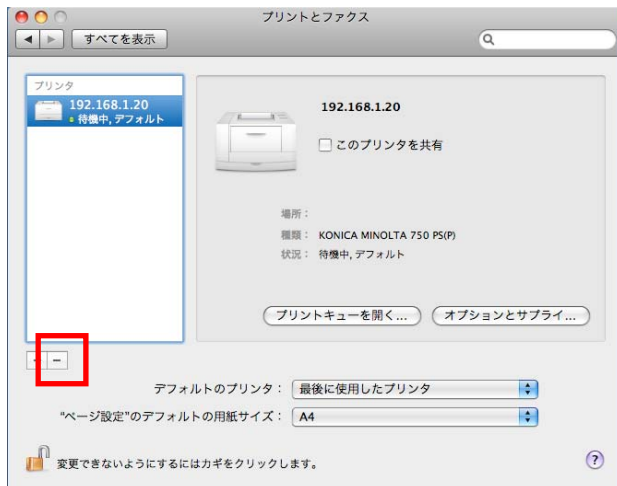 プリントとファクス
すべてを表示
プリンタ
192.168.1.20
待機中, デフォルト
192.168.1.20
このプリンタを共有
場所：
種類： KONICA MINOLTA 750 PS(P)
状況： 待機中, デフォルト
プリントキューを開く... オプションとサプライ...
+ −
デフォルトのプリンタ： 最後に使用したプリンタ
“ページ設定”のデフォルトの用紙サイズ： A4
変更できないようにするにはカギをクリックします。 ?